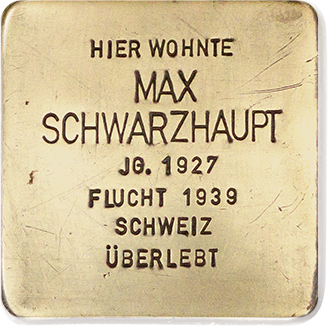 HIER WOHNTE
MAX
SCHWARZHAUPT
JG. 1927
FLUCHT 1939
SCHWEIZ
ÜBERLEBT